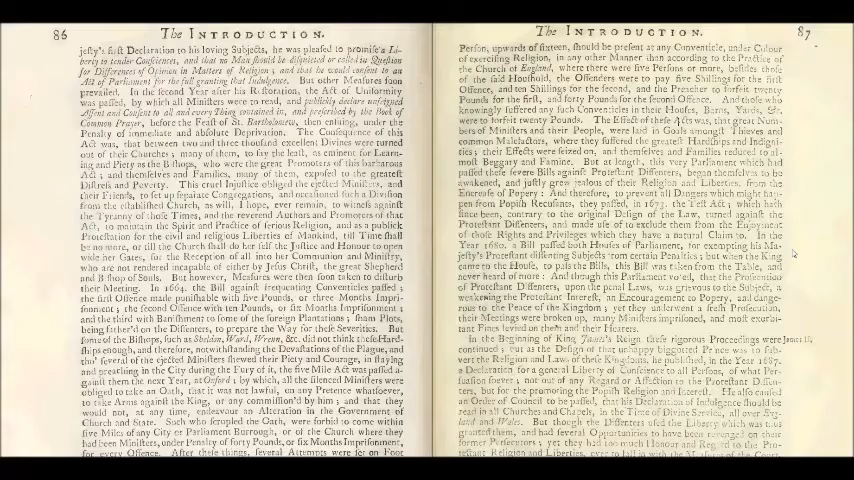 86
The INTRODUCTION.
jesty's first Declaration to his loving Subjects, he was pleased to promise a Li-
berty to tender Consciences, and that no Man should be disquieted or called in Question
for Differences of Opinion in Matters of Religion; and that he would consent to an
Act of Parliament for the full granting that Indulgence. But other Measures soon
prevailed. In the second Year after his Restoration, the Act of Uniformity
was passed, by which all Ministers were to read, and publickly declare unfeigned
Assent and Consent to all and every Thing contained in, and prescribed by the Book of
Common Prayer, before the Feast of St. Bartholomew, then ensuing, under the
Penalty of immediate and absolute Deprivation. The Consequence of this
Act was, that between two and three thousand excellent Divines were turned
out of their Churches; many of them, to say the least, as eminent for Learn-
ing and Piety as the Bishops, who were the great Promoters of this barbarous
Act; and themselves and Families, many of them, exposed to the greatest
Distress and Poverty. This cruel Injustice obliged the ejected Ministers, and
their Friends, to set up separate Congregations, and occasioned such a Division
from the established Church, as will, I hope, ever remain, to witness against
the Tyranny of those Times, and the reverend Authors and Promoters of that
Act, to maintain the Spirit and Practice of serious Religion, and as a publick
Protestation for the civil and religious Liberties of Mankind, till Time shall
be no more, or till the Church shall do her self the Justice and Honour to open
wide her Gates, for the Reception of all into her Communion and Ministry,
who are not rendered incapable of either by Jesus Christ, the great Shepherd
and Bishop of Souls. But however, Measures were then soon taken to disturb
their Meeting. In 1664. the Bill against frequenting Conventicles passed;
the first Offence made punishable with five Pounds, or three Months Impri-
sonment; the second Offence with ten Pounds, or six Months Imprisonment;
and the third with Banishment to some of the foreign Plantations; sham Plots,
being father'd on the Dissenters, to prepare the Way for these Severities. But
some of the Bishops, such as Sheldon, Ward, Wrenn, &c. did not think these Hard-
ships enough, and therefore, notwithstanding the Devastations of the Plague, and
tho' several of the ejected Ministers shewed their Piety and Courage, in staying
and preaching in the City during the Fury of it, the five Mile Act was passed a-
gainst them the next Year, at Oxford; by which, all the silenced Ministers were
obliged to take an Oath, that it was not lawful, on any Pretence whatsoever,
to take Arms against the King, or any commission'd by him; and that they
would not, at any time, endeavour an Alteration in the Government of
Church and State. Such who scrupled the Oath, were forbid to come within
five Miles of any City or Parliament Burrough, or of the Church where they
had been Ministers, under Penalty of forty Pounds, or six Months Imprisonment,
for every Offence. After these things, several Attempts were set on Foot
The INTRODUCTION.
87
Person, upwards of sixteen, should be present at any Conventicle, under Colour
of exercising Religion, in any other Manner than according to the Practice of
the Church of England, where there were five Persons or more, besides those
of the said Houshold, the Offenders were to pay five Shillings for the first
Offence, and ten Shillings for the second, and the Preacher to forfeit twenty
Pounds for the first, and forty Pounds for the second Offence. And those who
knowingly suffered any such Conventicles in their Houses, Barns, Yards, &c.
were to forfeit twenty Pounds. The Effect of these Acts was, that great Num-
bers of Ministers and their People, were laid in Goals amongst Thieves and
common Malefactors, where they suffered the greatest Hardships and Indigni-
ties; their Effects were seized on, and themselves and Families reduced to al-
most Beggary and Famine. But at length, this very Parliament which had
passed these severe Bills against Protestant Dissenters, began themselves to be
awakened, and justly grew jealous of their Religion and Liberties, from the
Encrease of Popery: And therefore, to prevent all Dangers which might hap-
pen from Popish Recusants, they passed, in 1673. the Test Act; which hath
since been, contrary to the original Design of the Law, turned against the
Protestant Dissenters, and made use of to exclude them from the Enjoyment
of those Rights and Privileges which they have a natural Claim to. In the
Year 1680. a Bill passed both Houses of Parliament, for exempting his Ma-
jesty's Protestant dissenting Subjects from certain Penalties; but when the King
came to the House, to pass the Bills, this Bill was taken from the Table, and
never heard of more: And though this Parliament voted, that the Prosecution
of Protestant Dissenters, upon the penal Laws, was grievous to the Subject, a
weakening the Protestant Interest, an Encouragement to Popery, and dange-
rous to the Peace of the Kingdom; yet they underwent a fresh Prosecution,
their Meetings were broken up, many Ministers imprisoned, and most exorbi-
tant Fines levied on them and their Hearers.
In the Beginning of King James's Reign these rigorous Proceedings were James II.
continued; but as the Design of that unhappy biggotted Prince was to sub-
vert the Religion and Laws of these Kingdoms, he published, in the Year 1687.
a Declaration for a general Liberty of Conscience to all Persons, of what Per-
suasion soever, not out of any Regard or Affection to the Protestant Dissen-
ters, but for the promoting the Popish Religion and Interest. He also caused
an Order of Council to be passed, that his Declaration of Indulgence should be
read in all Churches and Chapels, in the Time of Divine Service, all over Eng-
land and Wales. But though the Dissenters used the Liberty which was thus
granted them, and had several Opportunities to have been revenged on their
former Persecutors; yet they had too much Honour and Regard to the Pro-
testant Religion and Liberties, ever to fall in with the Measures of the Court,